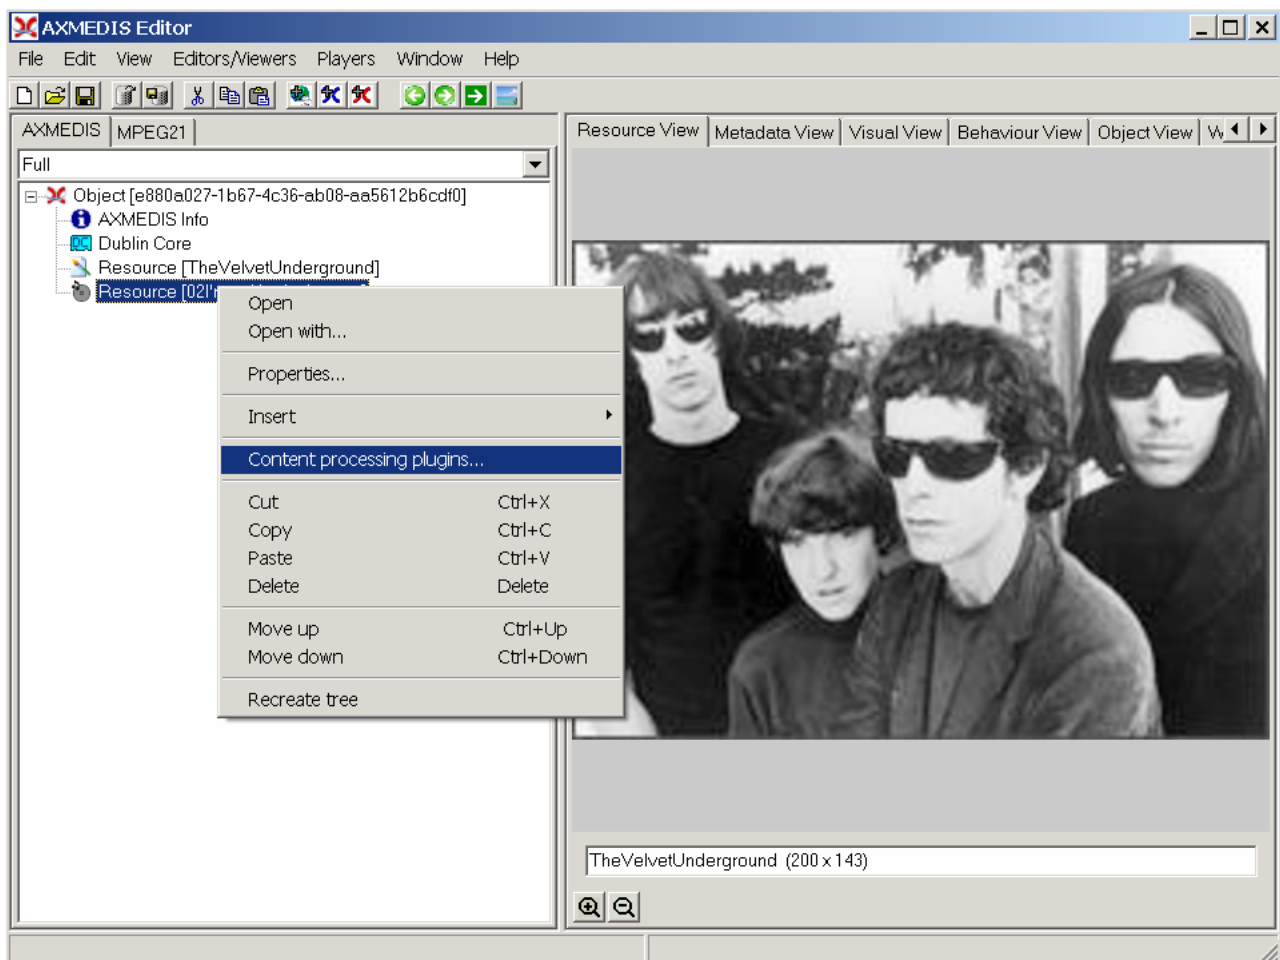 AXMEDIS Editor
File Edit View Editors/Viewers Players Window Help
AXMEDIS MPEG21
Full
Object [e880a027-1b67-4c36-ab08-aa5612b6cdf0]
AXMEDIS Info
Dublin Core
Resource [TheVelvetUnderground]
Resource
Open
Open with...
Properties...
Insert
Content processing plugins...
Cut Ctrl+X
Copy Ctrl+C
Paste Ctrl+V
Delete Delete
Move up Ctrl+Up
Move down Ctrl+Down
Recreate tree
Resource View Metadata View Visual View Behaviour View Object View
TheVelvetUnderground (200 x 143)